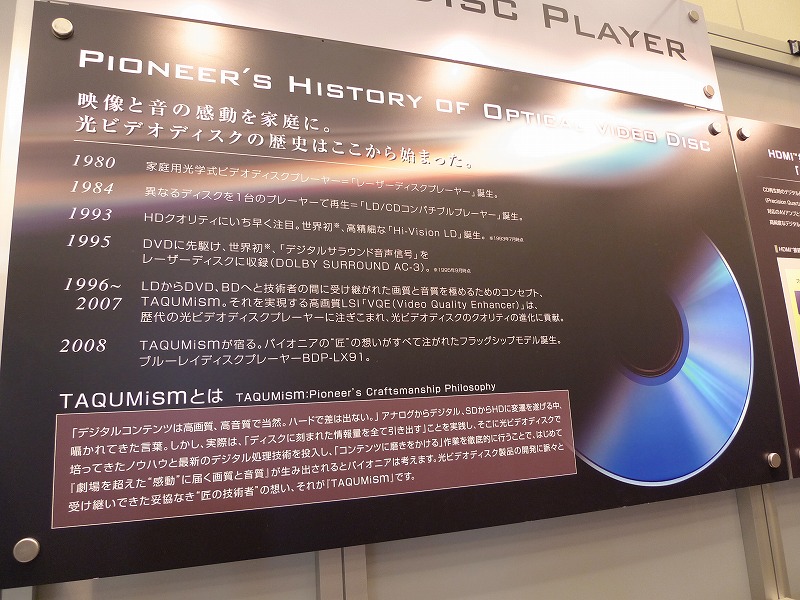 DISC PLAYER
PIONEER'S HISTORY OF OPTICAL VIDEO DISC
映像と音の感動を家庭に。
光ビデオディスクの歴史はここから始まった。
1980 家庭用光学式ビデオディスクプレーヤー=「レーザーディスクプレーヤー」誕生。
1984 異なるディスクを1台のプレーヤーで再生=「LD/CDコンパチブルプレーヤー」誕生。
1993 HDクオリティにいち早く注目。世界初※、高精細な「Hi-Vision LD」誕生。
1995 DVDに先駆け、世界初※、「デジタルサラウンド音声信号」を
レーザーディスクに収録(DOLBY SURROUND AC-3)。 ※1995年9月時点
1996~ LDからDVD、BDへと技術者の間に受け継がれた画質と音質を極めるためのコンセプト、
2007 TAQUMism。それを実現する高画質LSI「VQE(Video Quality Enhancer)」は、
歴代の光ビデオディスクプレーヤーに注ぎこまれ、光ビデオディスクのクオリティの進化に貢献。
2008 TAQUMismが宿る。パイオニアの"匠"の想いがすべて注がれたフラッグシップモデル誕生。
ブルーレイディスクプレーヤーBDP-LX91。
TAQUMismとは TAQUMism:Pioneer's Craftsmanship Philosophy
「デジタルコンテンツは高画質、高音質で当然。ハードで差は出ない。」アナログからデジタル、SDからHDに変遷を遂げる中、
囁かれてきた言葉。しかし、実際は、「ディスクに刻まれた情報量を全て引き出す」ことを実践し、そこに光ビデオディスクで
培ってきたノウハウと最新のデジタル処理技術を投入し、「コンテンツに磨きをかける」作業を徹底的に行うことで、はじめて
『劇場を超えた"感動"に届く画質と音質』が生み出されるとパイオニアは考えます。光ビデオディスク製品の開発に脈々と
受け継いできた妥協なき"匠の技術者"の想い、それが『TAQUMism』です。
HDMI